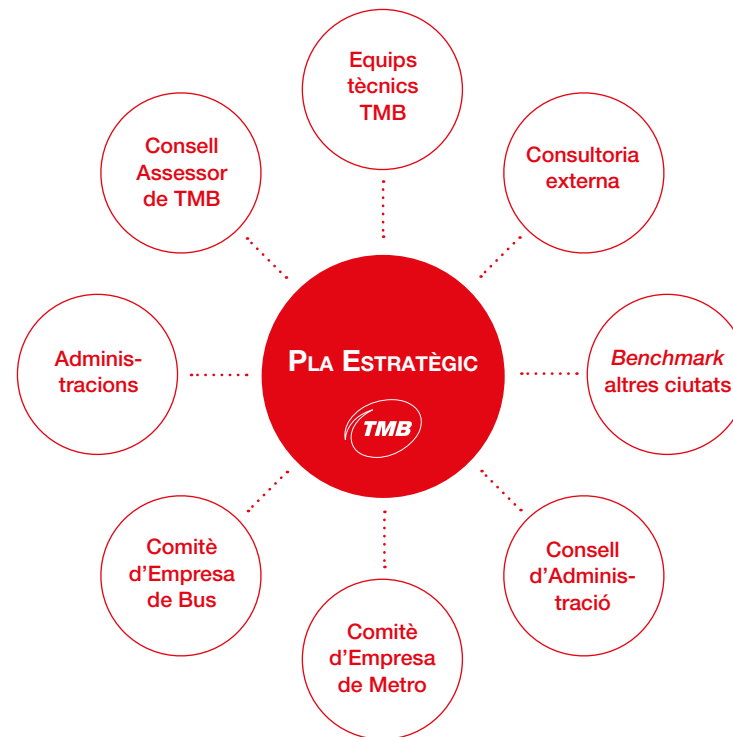 Equips
tècnics
TMB
Consell
Assessor
de TMB
Consultoria
externa
Adminis-
tracions
PLA ESTRATÈGIC
TMB
Benchmark
altres ciutats
Comitè
d’Empresa
de Bus
Consell
d’Adminis-
tració
Comitè
d’Empresa
de Metro